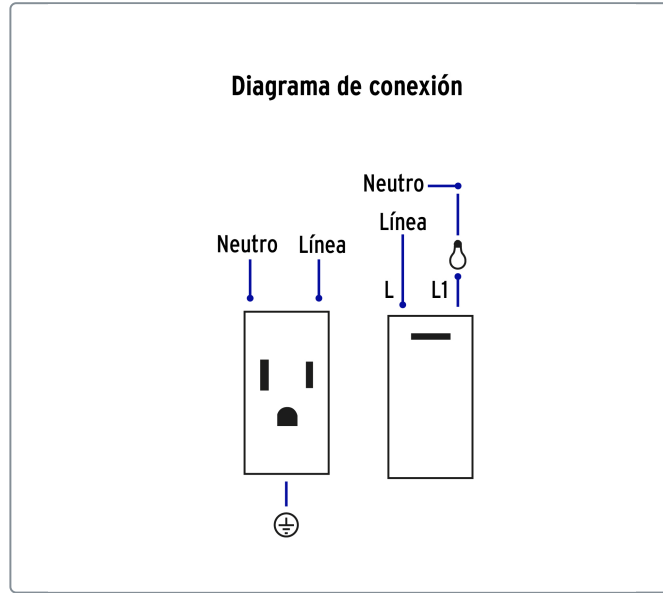 Diagrama de conexión
Neutro
Línea
Neutro Línea
L L1